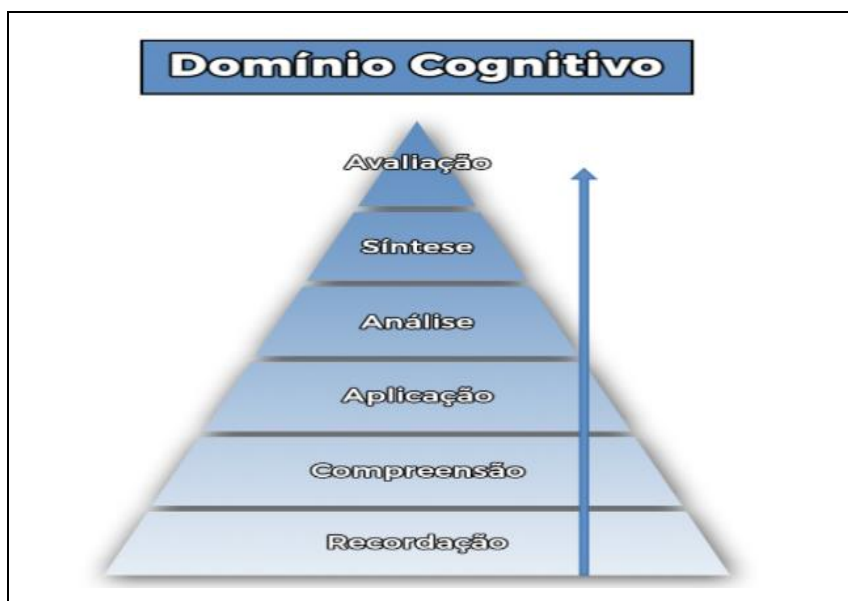 Domínio Cognitivo
Avaliação
Síntese
Análise
Aplicação
Compreensão
Recordação